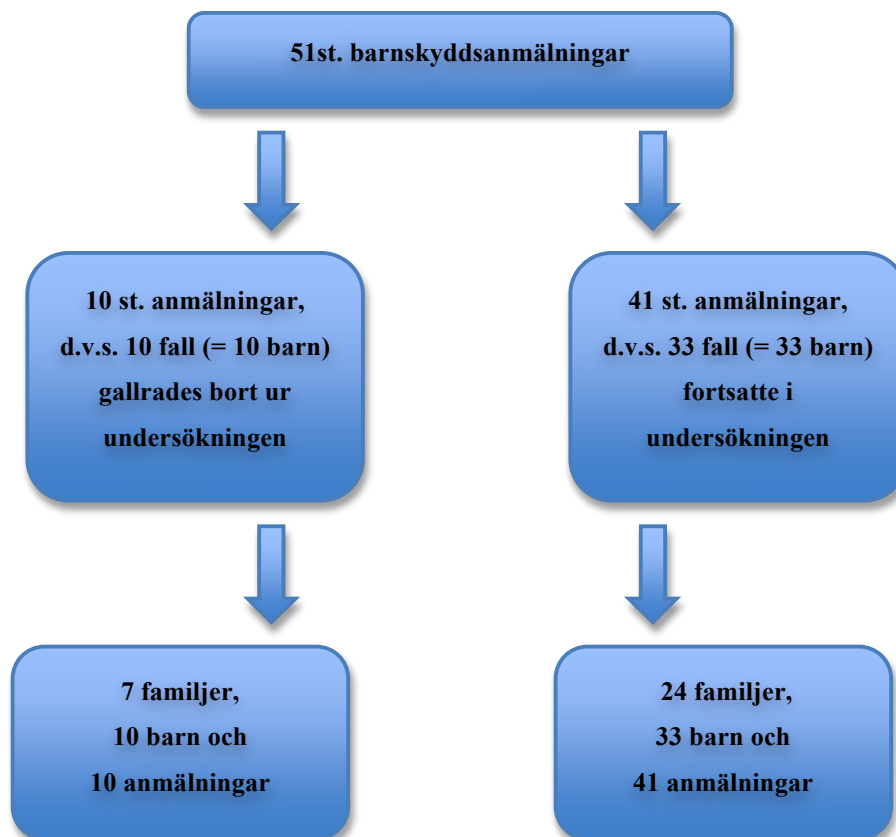 51st. barnskyddsanmälningar
10 st. anmälningar,
d.v.s. 10 fall (= 10 barn)
gallrades bort ur
undersökningen
41 st. anmälningar,
d.v.s. 33 fall (= 33 barn)
fortsatte i
undersökningen
7 familjer,
10 barn och
10 anmälningar
24 familjer,
33 barn och
41 anmälningar